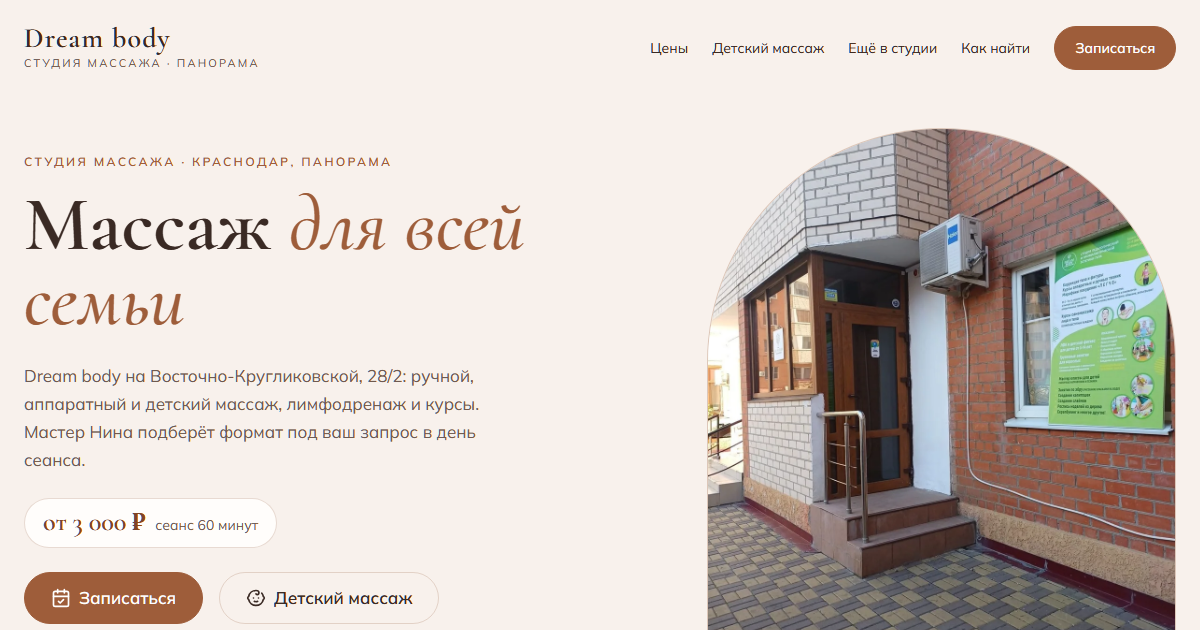 Dream body
СТУДИЯ МАССАЖА · ПАНОРАМА
Цены
Детский массаж
Ещё в студии
Как найти
Записаться
СТУДИЯ МАССАЖА · КРАСНОДАР, ПАНОРАМА
Массаж для всей
семьи
Dream body на Восточно-Кругликовской, 28/2: ручной,
аппаратный и детский массаж, лимфодренаж и курсы.
Мастер Нина подберёт формат под ваш запрос в день
сеанса.
от 3 000 ₽ сеанс 60 минут
Записаться
Детский массаж